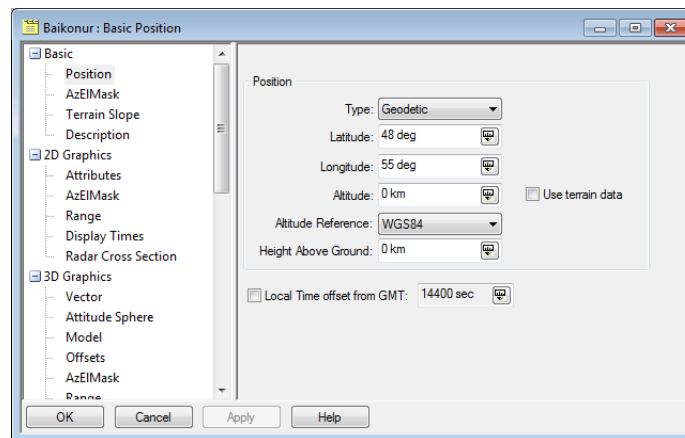 Baikonur : Basic Position
Basic
Position
AzElMask
Terrain Slope
Description
2D Graphics
Attributes
AzElMask
Range
Display Times
Radar Cross Section
3D Graphics
Vector
Attitude Sphere
Model
Offsets
AzElMask
Range
Position
Type: Geodetic
Latitude: 48 deg
Longitude: 55 deg
Altitude: 0 km Use terrain data
Altitude Reference: WGS84
Height Above Ground: 0 km
Local Time offset from GMT: 14400 sec
OK Cancel Apply Help